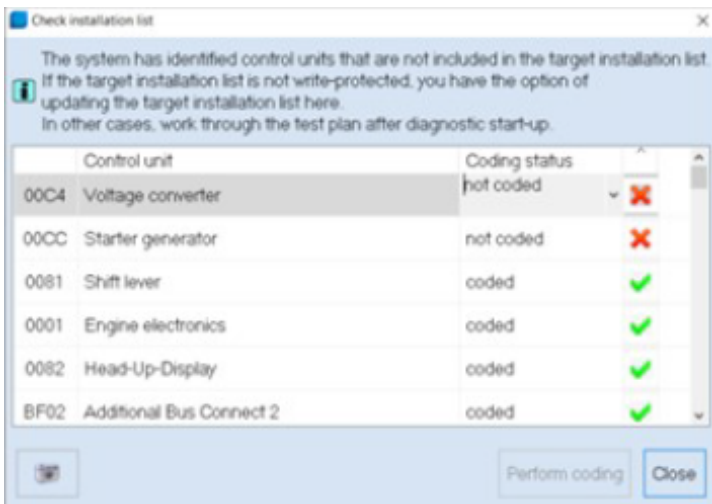 Check installation list
The system has identified control units that are not included in the target installation list.
If the target installation list is not write-protected, you have the option of
updating the target installation list here.
In other cases, work through the test plan after diagnostic start-up.
Control unit Coding status
00C4 Voltage converter not coded
00CC Starter generator not coded
0081 Shift lever coded
0001 Engine electronics coded
0082 Head-Up-Display coded
BF02 Additional Bus Connect 2 coded
Perform coding Close